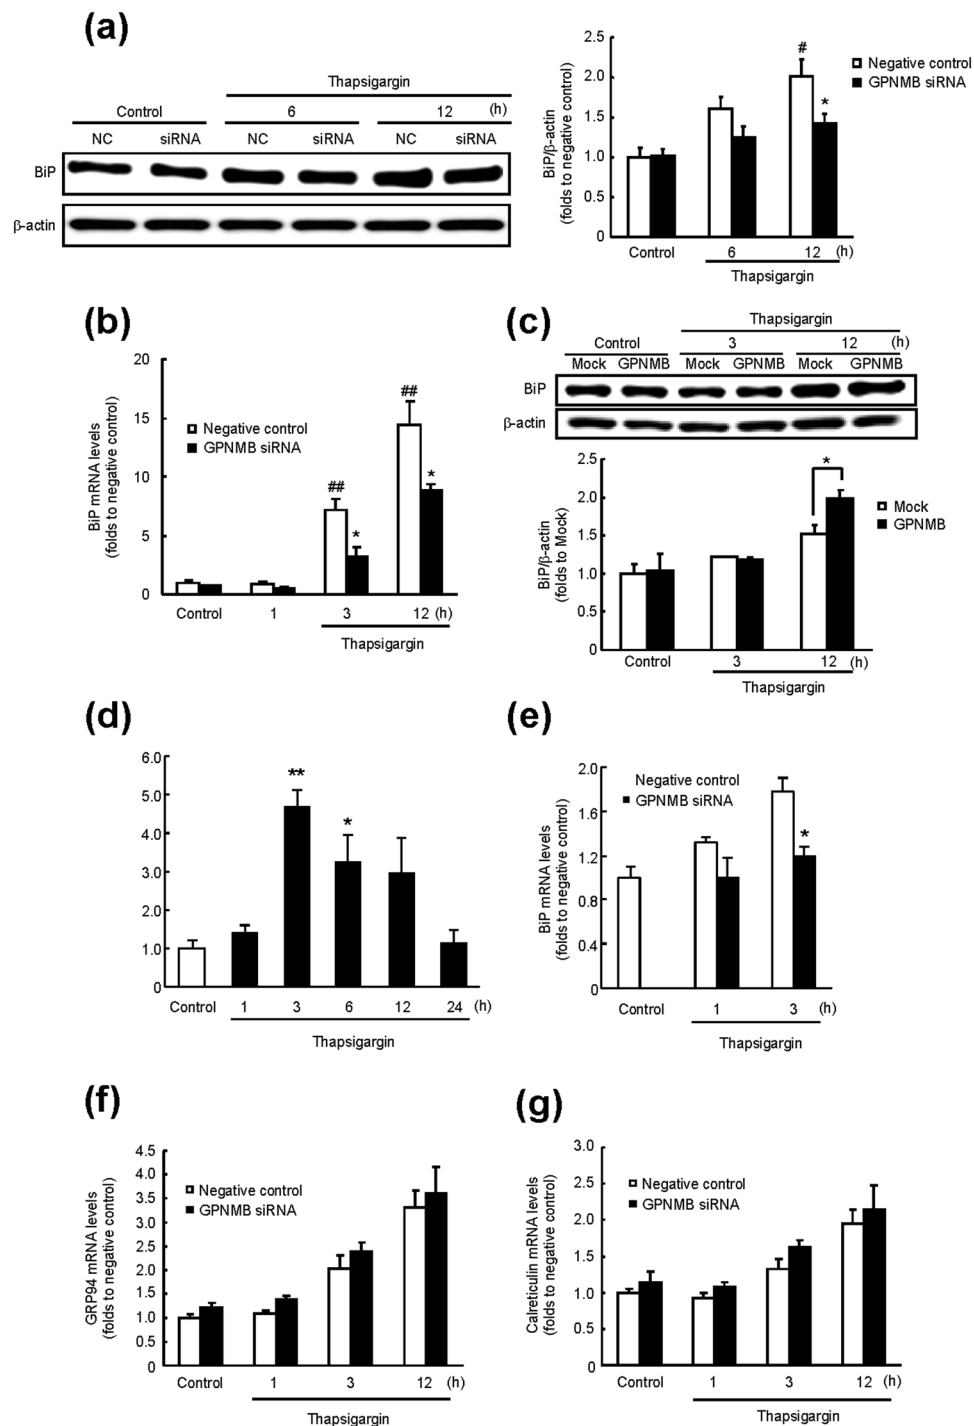 (a)
Thapsigargin
Control 6 12 (h)
NC siRNA NC siRNA NC siRNA
BiP
β-actin
BiP/β-actin
(folds to negative control)
2.5
2.0
1.5
1.0
0.5
0
#
*
Negative control
GPNMB siRNA
Control 6 12 (h)
Thapsigargin
(b)
BiP mRNA levels
(folds to negative control)
20
15
10
5
0
Negative control
GPNMB siRNA
##
*
##
*
Control 1 3 12 (h)
Thapsigargin
(c)
Thapsigargin
Control 3 12 (h)
Mock GPNMB Mock GPNMB Mock GPNMB
BiP
β-actin
BiP/β-actin
(folds to Mock)
2.5
2.0
1.5
1.0
0.5
0
*
Mock
GPNMB
Control 3 12 (h)
Thapsigargin
(d)
6.0
5.0
4.0
3.0
2.0
1.0
0
**
*
Control 1 3 6 12 24 (h)
Thapsigargin
(e)
BiP mRNA levels
(folds to negative control)
2.0
1.6
1.2
0.8
0.4
0
Negative control
GPNMB siRNA
*
Control 1 3 (h)
Thapsigargin
(f)
GRP94 mRNA levels
(folds to negative control)
4.5
4.0
3.5
3.0
2.5
2.0
1.5
1.0
0.5
0
Negative control
GPNMB siRNA
Control 1 3 12 (h)
Thapsigargin
(g)
Calreticulin mRNA levels
(folds to negative control)
3.0
2.5
2.0
1.5
1.0
0.5
0
Negative control
GPNMB siRNA
Control 1 3 12 (h)
Thapsigargin